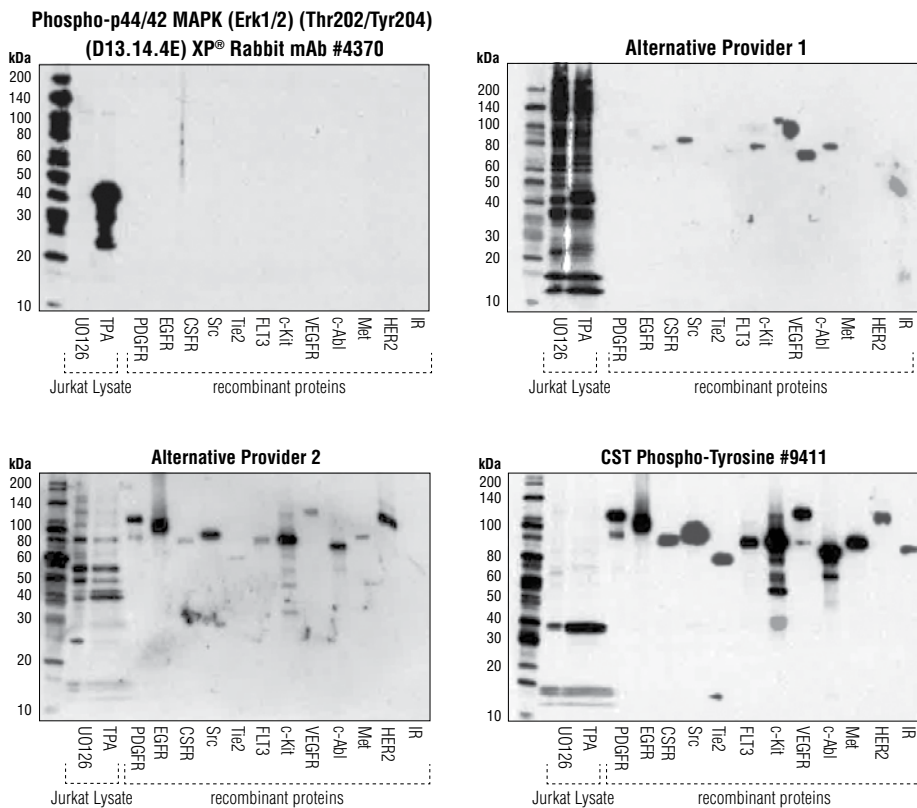 Phospho-p44/42 MAPK (Erk1/2) (Thr202/Tyr204)
(D13.14.4E) XP® Rabbit mAb #4370
kDa
200
140
100
80
60
50
40
30
20
10
UO126
TPA
PDGFR
EGFR
CSFR
Src
Tie2
FLT3
c-Kit
VEGFR
c-Abl
Met
HER2
IR
Jurkat Lysate
recombinant proteins
Alternative Provider 1
kDa
200
140
100
80
60
50
40
30
20
10
UO126
TPA
PDGFR
EGFR
CSFR
Src
Tie2
FLT3
c-Kit
VEGFR
c-Abl
Met
HER2
IR
Jurkat Lysate
recombinant proteins
Alternative Provider 2
kDa
200
140
100
80
60
50
40
30
20
10
UO126
TPA
PDGFR
EGFR
CSFR
Src
Tie2
FLT3
c-Kit
VEGFR
c-Abl
Met
HER2
IR
Jurkat Lysate
recombinant proteins
CST Phospho-Tyrosine #9411
kDa
200
140
100
80
60
50
40
30
20
10
UO126
TPA
PDGFR
EGFR
CSFR
Src
Tie2
FLT3
c-Kit
VEGFR
c-Abl
Met
HER2
IR
Jurkat Lysate
recombinant proteins